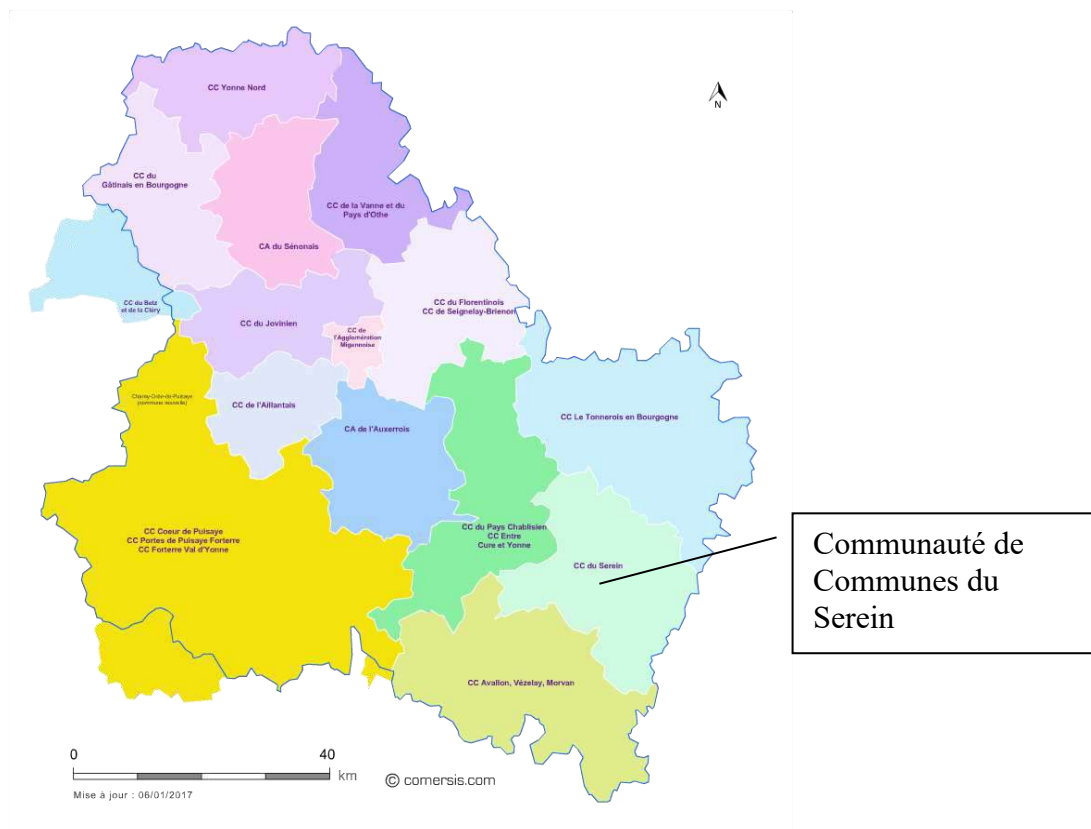 CC Yonne Nord
N
CC du
Gâtinais en Bourgogne
CC de la Vanne et du
Pays d'Othe
CA du Sénonais
CC du Betz
et de la Cléry
CC du Jovinien
CC du Florentinois
CC de Seignelay-Brienon
CC de
l'Agglomération
Migennoise
Charny-Orée-de-Puisaye
(commune nouvelle)
CC de l'Aillantais
CA de l'Auxerrois
CC Le Tonnerois en Bourgogne
CC Coeur de Puisaye
CC Portes de Puisaye Forterre
CC Forterre Val d'Yonne
CC du Pays Chablisien
CC Entre
Cure et Yonne
CC du Serein
Communauté de
Communes du
Serein
CC Avallon, Vézelay, Morvan
0 40
km
© comersis.com
Mise à jour : 06/01/2017